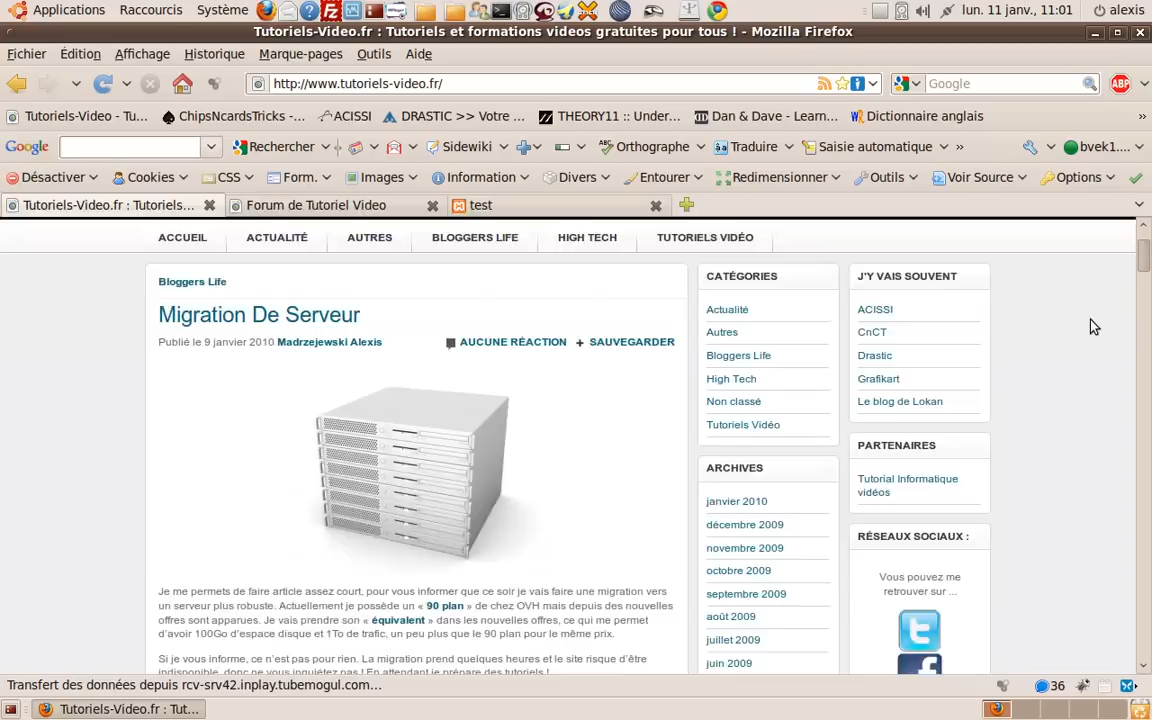 Applications Raccourcis Système lun. 11 janv., 11:01 alexis
Tutoriels-Video.fr : Tutoriels et formations videos gratuites pour tous ! - Mozilla Firefox
Fichier Édition Affichage Historique Marque-pages Outils Aide
http://www.tutoriels-video.fr/ Google ABP
Tutoriels-Video - Tu... ChipsNcardsTricks -... ACISSI DRASTIC >> Votre ... THEORY11 :: Under... Dan & Dave - Learn... Dictionnaire anglais »
Google Rechercher Sidewiki Orthographe Traduire Saisie automatique » bvek1....
Désactiver Cookies CSS Form. Images Information Divers Entourer Redimensionner Outils Voir Source Options
Tutoriels-Video.fr : Tutoriels... Forum de Tutoriel Video test
ACCUEIL ACTUALITÉ AUTRES BLOGGERS LIFE HIGH TECH TUTORIELS VIDÉO
Bloggers Life
Migration De Serveur
Publié le 9 janvier 2010 Madrzejewski Alexis AUCUNE RÉACTION + SAUVEGARDER
Je me permets de faire article assez court, pour vous informer que ce soir je vais faire une migration vers
un serveur plus robuste. Actuellement je possède un « 90 plan » de chez OVH mais depuis des nouvelles
offres sont apparues. Je vais prendre son « équivalent » dans les nouvelles offres, ce qui me permet
d'avoir 100Go d'espace disque et 1To de trafic, un peu plus que le 90 plan pour le même prix.
Si je vous informe, ce n'est pas pour rien. La migration prend quelques heures et le site risque d'être
indisponible, donc ne vous inquiétez pas ! En attendant je prépare des tutoriels !
CATÉGORIES
Actualité
Autres
Bloggers Life
High Tech
Non classé
Tutoriels Vidéo
ARCHIVES
janvier 2010
décembre 2009
novembre 2009
octobre 2009
septembre 2009
août 2009
juillet 2009
juin 2009
J'Y VAIS SOUVENT
ACISSI
CnCT
Drastic
Grafikart
Le blog de Lokan
PARTENAIRES
Tutorial Informatique
vidéos
RÉSEAUX SOCIAUX :
Vous pouvez me
retrouver sur ...
Transfert des données depuis rcv-srv42.inplay.tubemogul.com... 36
Tutoriels-Video.fr : Tut...